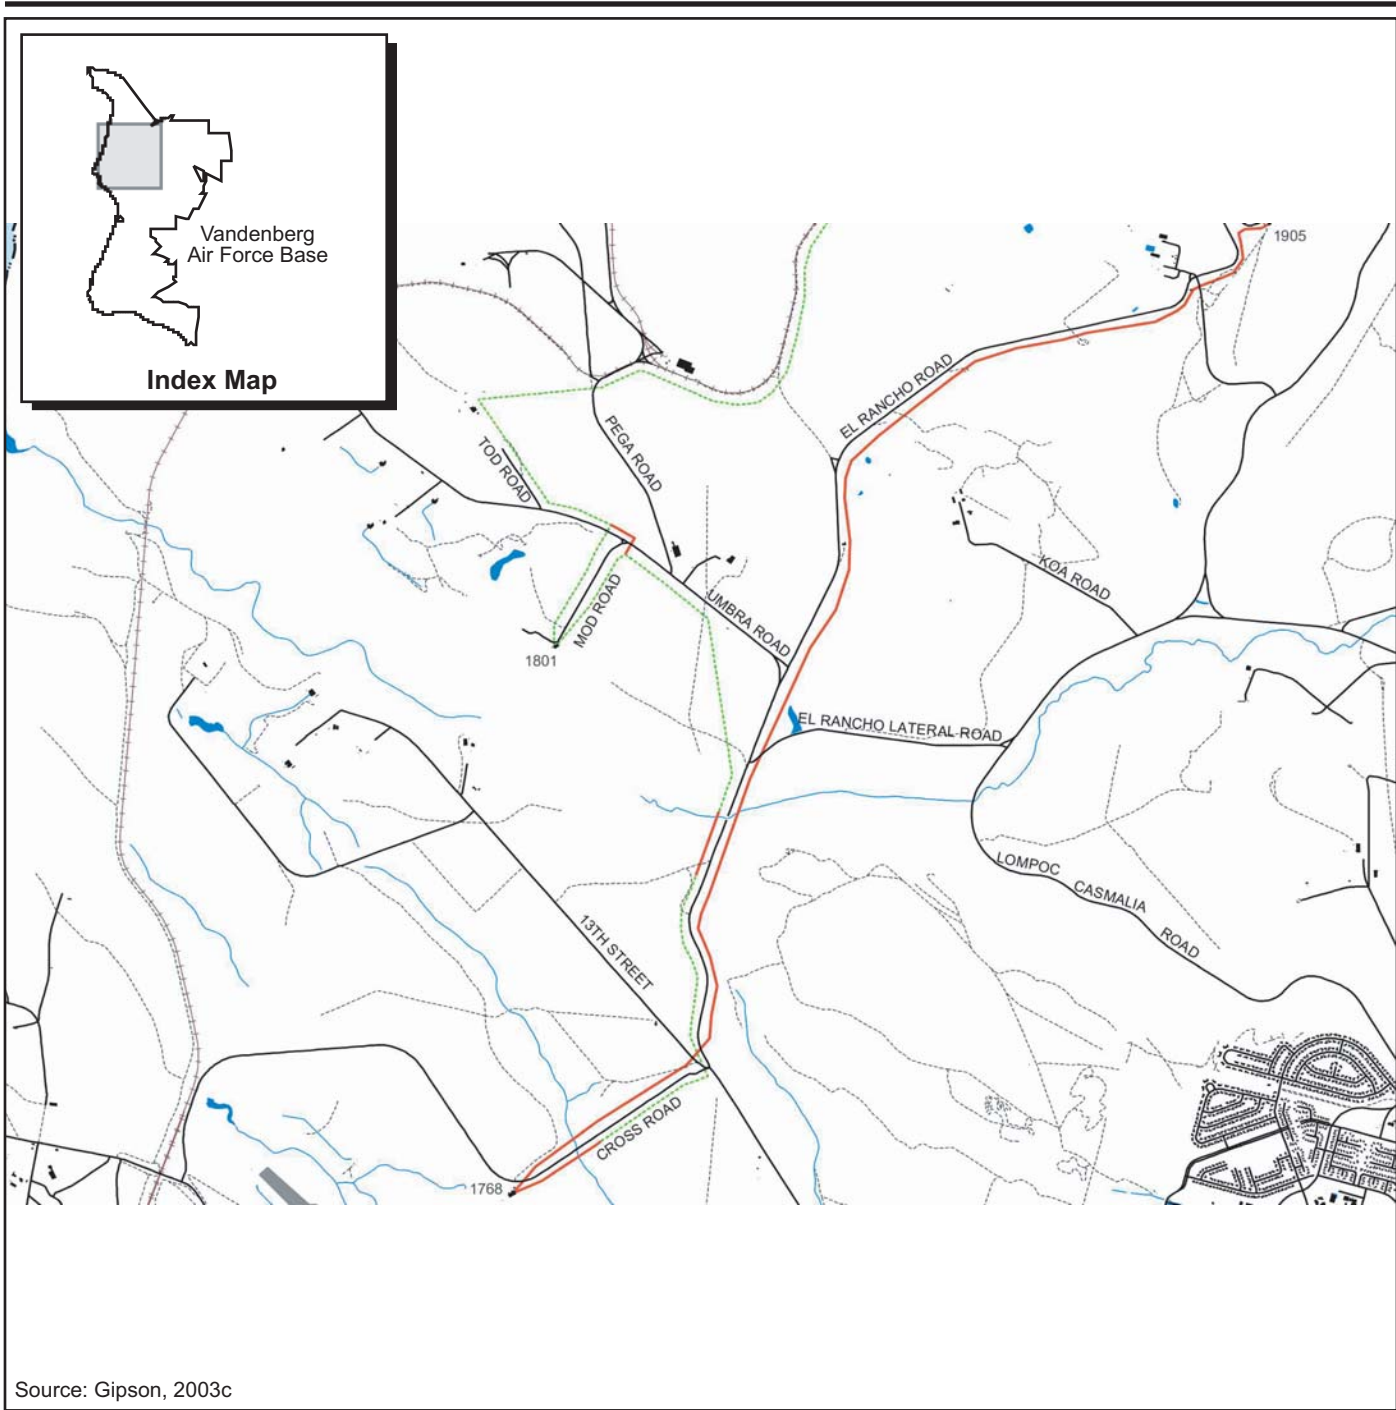 Vandenberg
Air Force Base
Index Map
1905
EL RANCHO ROAD
PEGA ROAD
TOD ROAD
KOA ROAD
MOD ROAD
UMBRA ROAD
1801
EL RANCHO LATERAL ROAD
LOMPOC CASMALIA ROAD
13TH STREET
CROSS ROAD
1768
Source: Gipson, 2003c